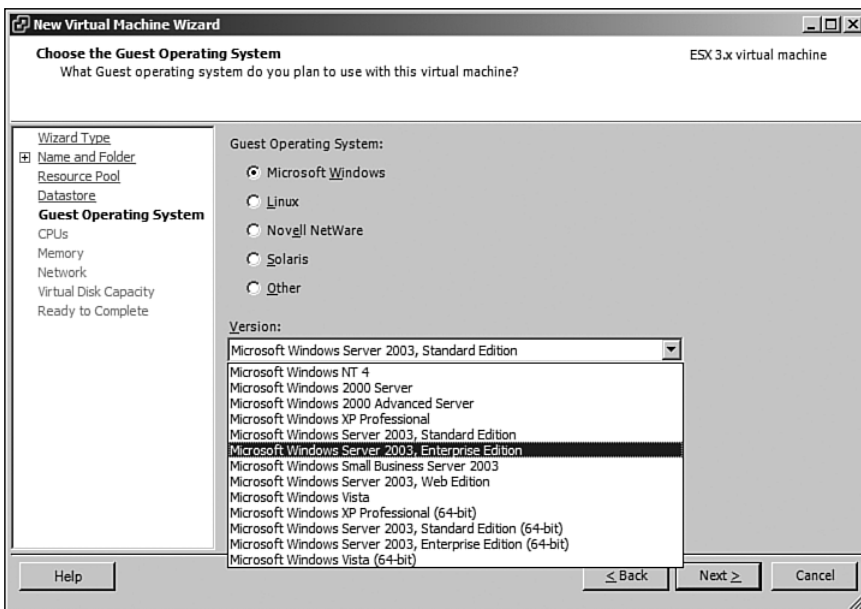 New Virtual Machine Wizard
Choose the Guest Operating System
ESX 3.x virtual machine
What Guest operating system do you plan to use with this virtual machine?
Wizard Type
Name and Folder
Resource Pool
Datastore
Guest Operating System
CPUs
Memory
Network
Virtual Disk Capacity
Ready to Complete
Guest Operating System:
Microsoft Windows
Linux
Novell NetWare
Solaris
Other
Version:
Microsoft Windows Server 2003, Standard Edition
Microsoft Windows NT 4
Microsoft Windows 2000 Server
Microsoft Windows 2000 Advanced Server
Microsoft Windows XP Professional
Microsoft Windows Server 2003, Standard Edition
Microsoft Windows Server 2003, Enterprise Edition
Microsoft Windows Small Business Server 2003
Microsoft Windows Server 2003, Web Edition
Microsoft Windows Vista
Microsoft Windows XP Professional (64-bit)
Microsoft Windows Server 2003, Standard Edition (64-bit)
Microsoft Windows Server 2003, Enterprise Edition (64-bit)
Microsoft Windows Vista (64-bit)
Help
< Back
Next >
Cancel